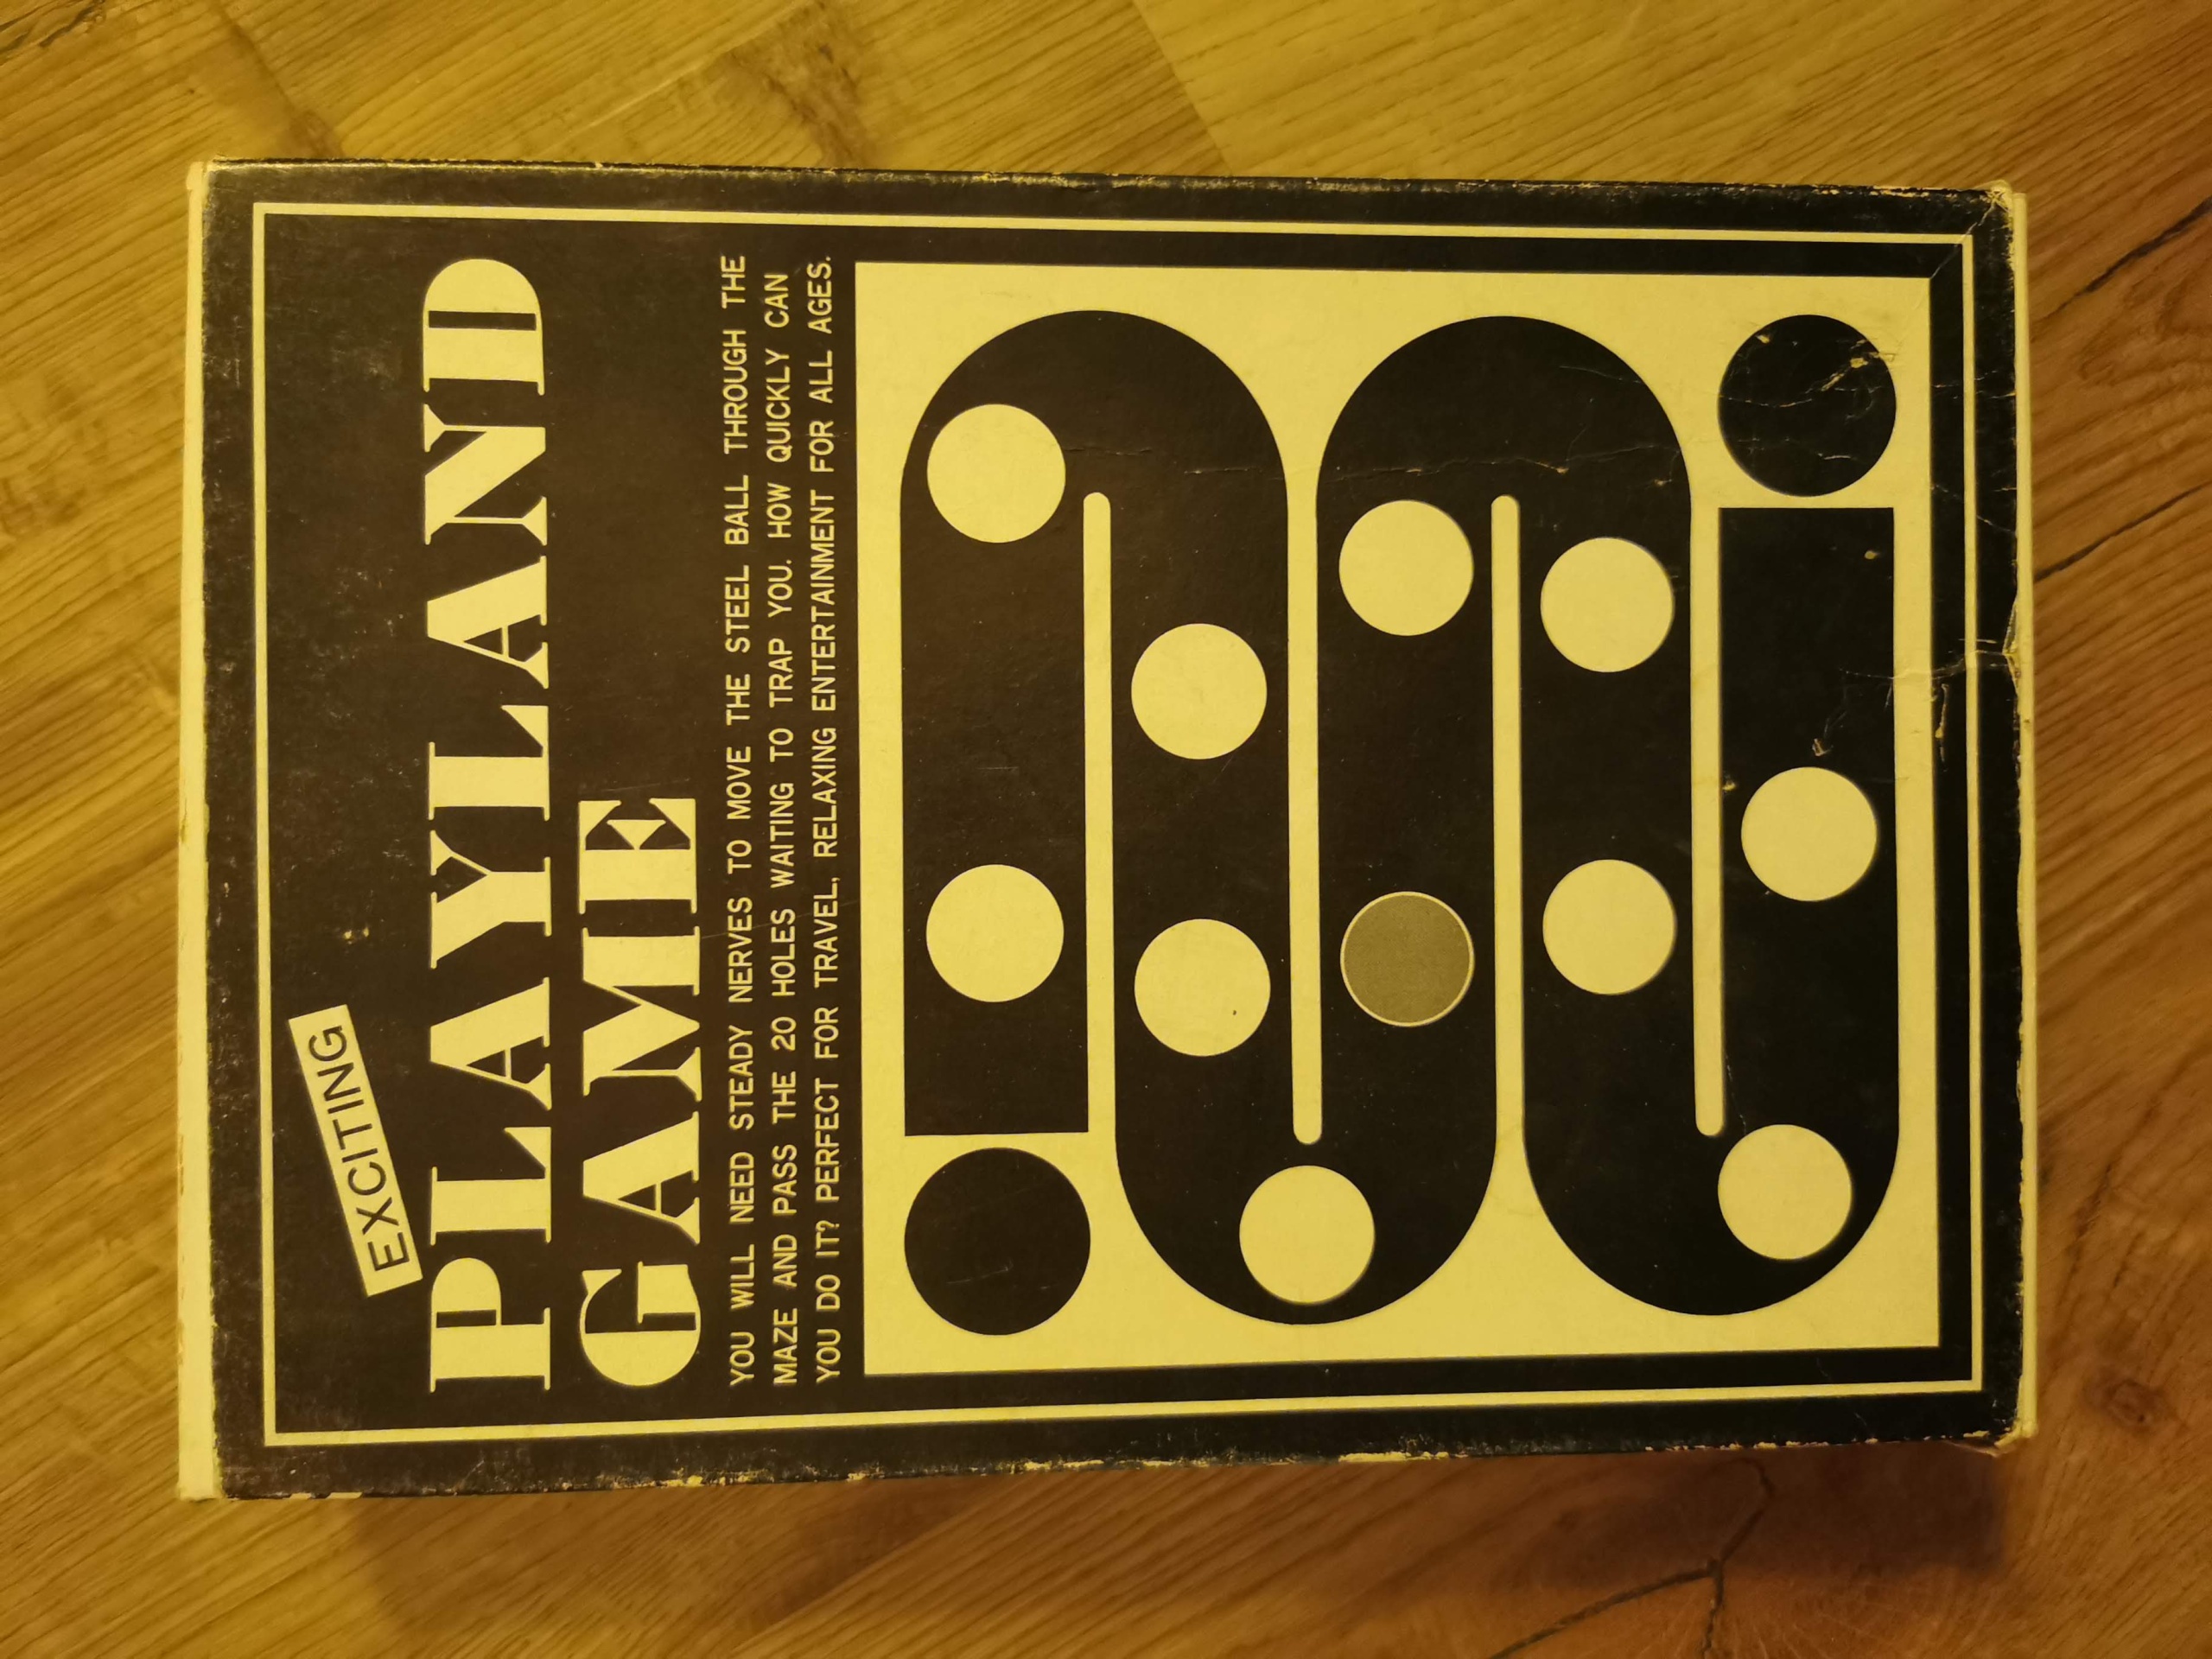 EXCITING
PLAYLAND
GAME
YOU WILL NEED STEADY NERVES TO MOVE THE STEEL BALL THROUGH THE
MAZE AND PASS THE 20 HOLES WAITING TO TRAP YOU. HOW QUICKLY CAN
YOU DO IT? PERFECT FOR TRAVEL, RELAXING ENTERTAINMENT FOR ALL AGES.